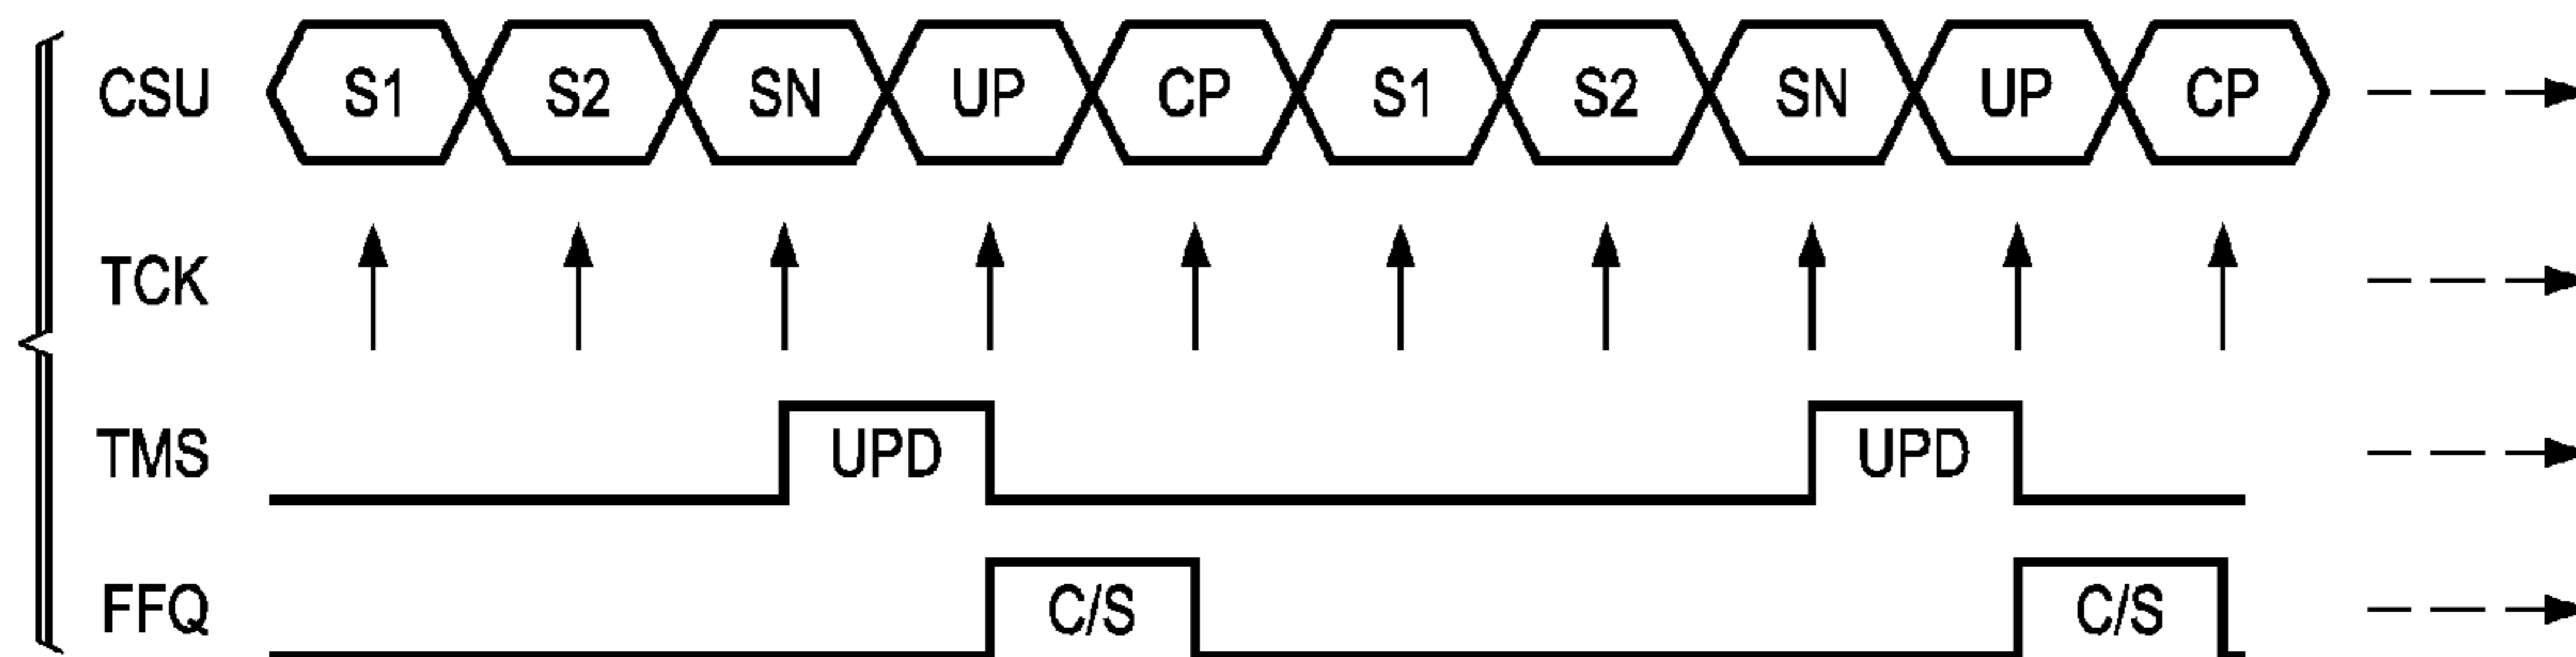 CSU S1 S2 SN UP CP S1 S2 SN UP CP
TCK
TMS UPD UPD
FFQ C/S C/S